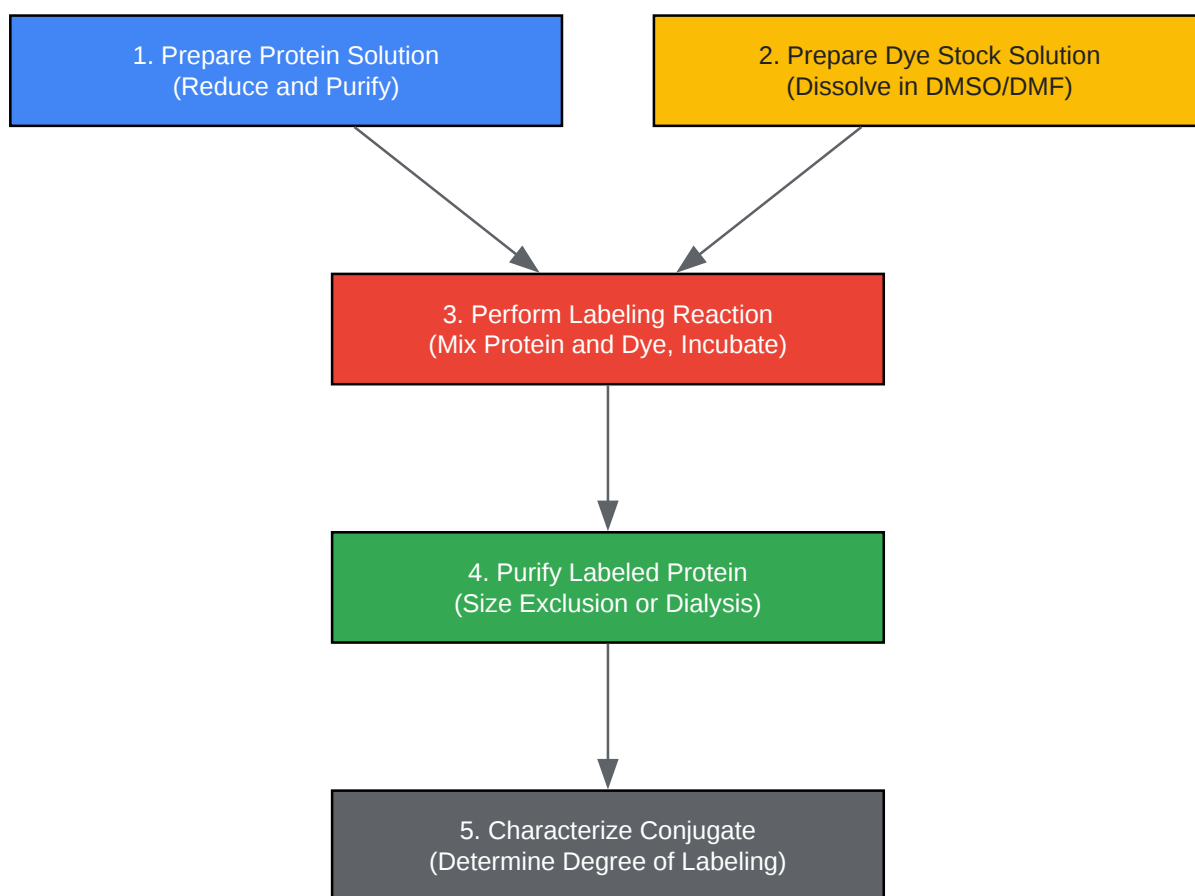 1. Prepare Protein Solution
(Reduce and Purify)
2. Prepare Dye Stock Solution
(Dissolve in DMSO/DMF)
3. Perform Labeling Reaction
(Mix Protein and Dye, Incubate)
4. Purify Labeled Protein
(Size Exclusion or Dialysis)
5. Characterize Conjugate
(Determine Degree of Labeling)